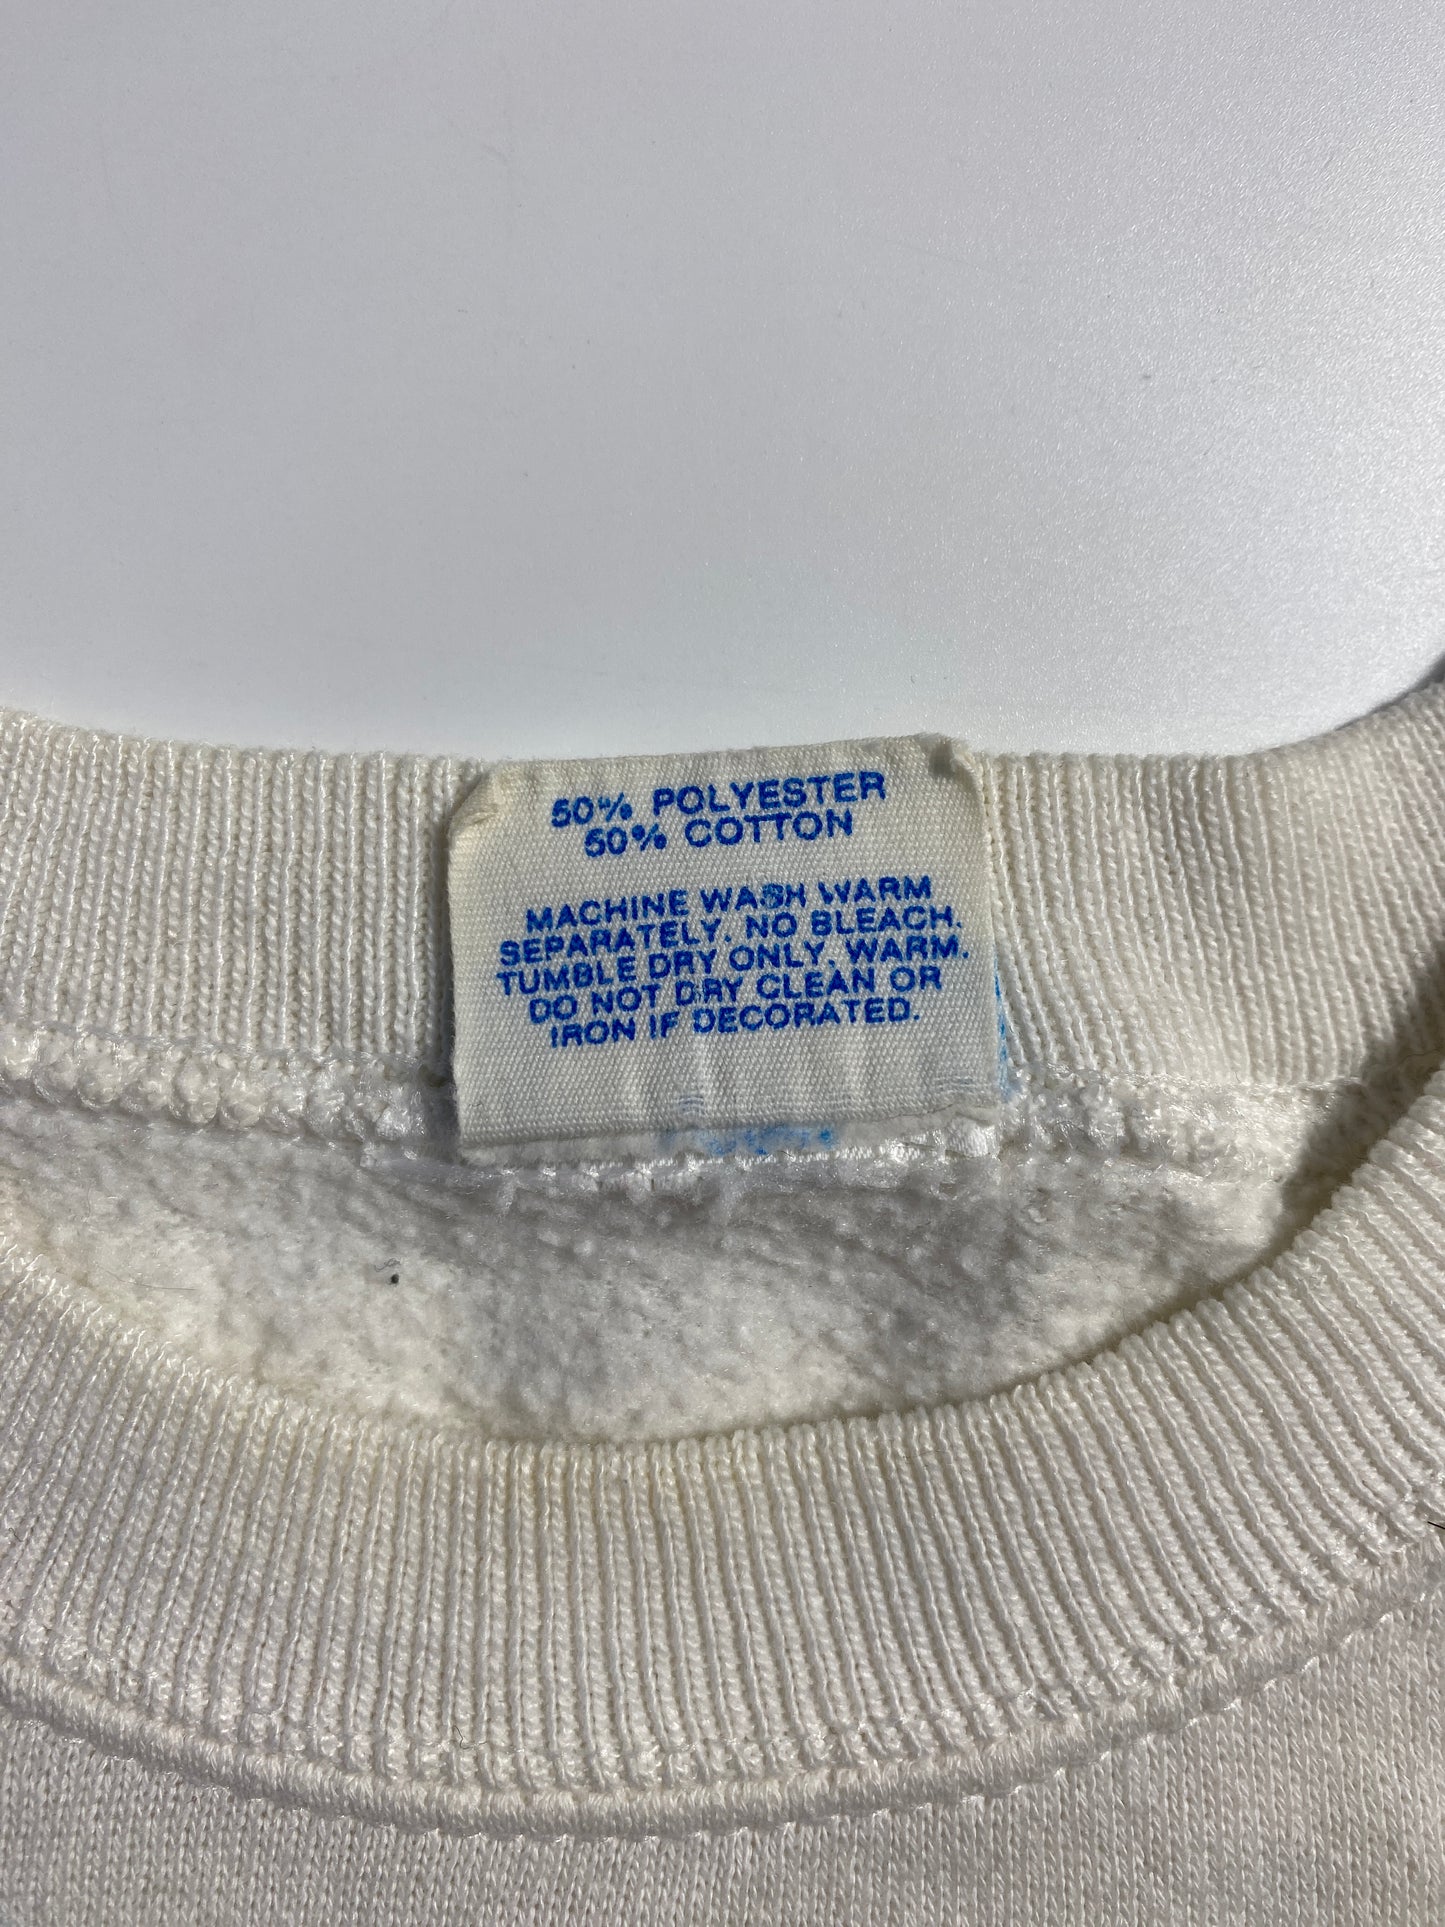 50% POLYESTER
50% COTTON
MACHINE WASH WARM
SEPARATELY. NO BLEACH.
TUMBLE DRY ONLY. WARM.
DO NOT DRY CLEAN OR
IRON IF DECORATED.